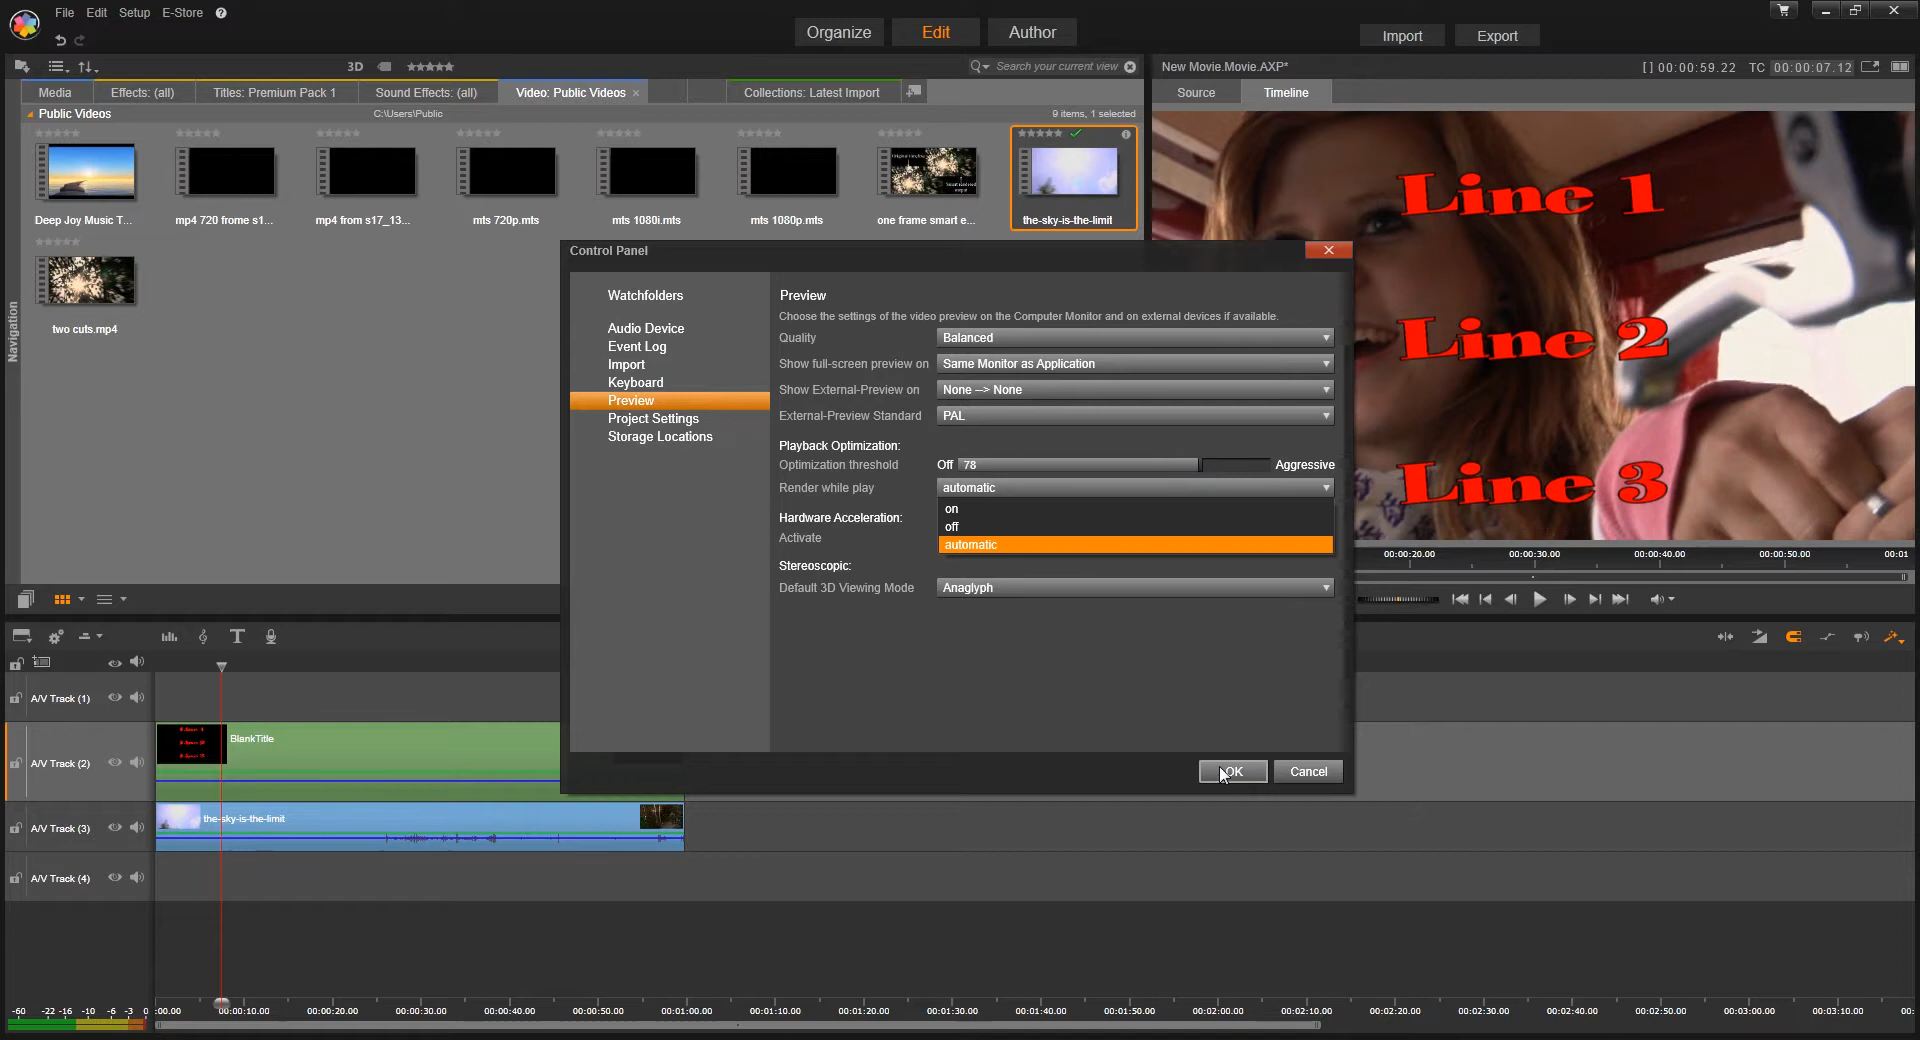 File Edit Setup E-Store
Organize Edit Author
Import Export
3D
Search your current view
New Movie.Movie.AXP*
[ ] 00:00:59.22 TC 00:00:07.12
Media Effects: (all) Titles: Premium Pack 1 Sound Effects: (all) Video: Public Videos Collections: Latest Import
Source Timeline
Public Videos C:\Users\Public 9 items, 1 selected
Deep Joy Music T... mp4 720 frome s1... mp4 from s17_13... mts 720p.mts mts 1080i.mts mts 1080p.mts one frame smart e... the-sky-is-the-limit
two cuts.mp4
Navigation
Line 1
Line 2
Line 3
Control Panel
Watchfolders
Audio Device
Event Log
Import
Keyboard
Preview
Project Settings
Storage Locations
Preview
Choose the settings of the video preview on the Computer Monitor and on external devices if available.
Quality Balanced
Show full-screen preview on Same Monitor as Application
Show External-Preview on None --> None
External-Preview Standard PAL
Playback Optimization:
Optimization threshold Off 78 Aggressive
Render while play automatic
on
off
automatic
Hardware Acceleration:
Activate
Stereoscopic:
Default 3D Viewing Mode Anaglyph
OK Cancel
00:00:20.00 00:00:30.00 00:00:40.00 00:00:50.00 00:01
A/V Track (1)
A/V Track (2) BlankTitle
A/V Track (3) the-sky-is-the-limit
A/V Track (4)
-60 -22 -16 -10 -6 -3 0
:00.00 00:00:10.00 00:00:20.00 00:00:30.00 00:00:40.00 00:00:50.00 00:01:00.00 00:01:10.00 00:01:20.00 00:01:30.00 00:01:40.00 00:01:50.00 00:02:00.00 00:02:10.00 00:02:20.00 00:02:30.00 00:02:40.00 00:02:50.00 00:03:00.00 00:03:10.00 00: